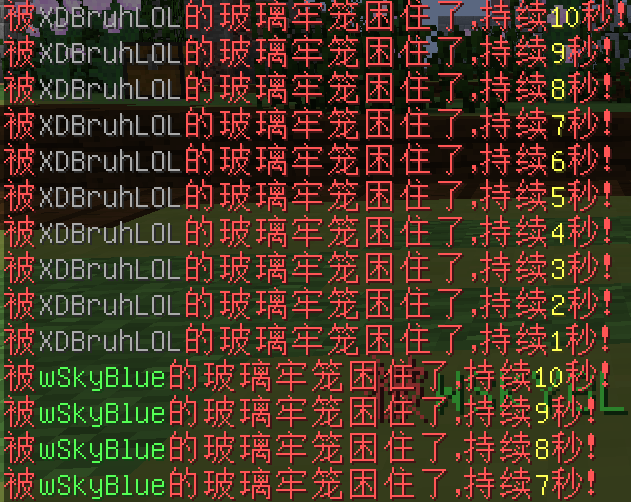 被XDBruhLOL的玻璃牢笼困住了,持续10秒!
被XDBruhLOL的玻璃牢笼困住了,持续9秒!
被XDBruhLOL的玻璃牢笼困住了,持续8秒!
被XDBruhLOL的玻璃牢笼困住了,持续7秒!
被XDBruhLOL的玻璃牢笼困住了,持续6秒!
被XDBruhLOL的玻璃牢笼困住了,持续5秒!
被XDBruhLOL的玻璃牢笼困住了,持续4秒!
被XDBruhLOL的玻璃牢笼困住了,持续3秒!
被XDBruhLOL的玻璃牢笼困住了,持续2秒!
被XDBruhLOL的玻璃牢笼困住了,持续1秒!
被wSkyBlue的玻璃牢笼困住了,持续10秒!
被wSkyBlue的玻璃牢笼困住了,持续9秒!
被wSkyBlue的玻璃牢笼困住了,持续8秒!
被wSkyBlue的玻璃牢笼困住了,持续7秒!